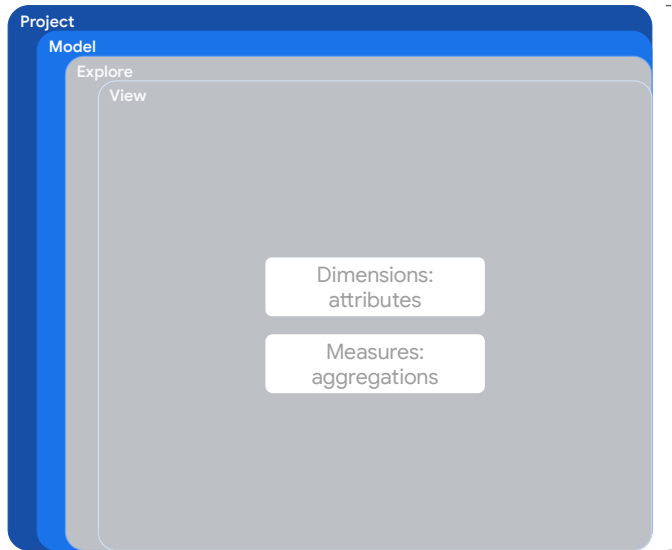 Project
Model
Explore
View
Dimensions:
attributes
Measures:
aggregations